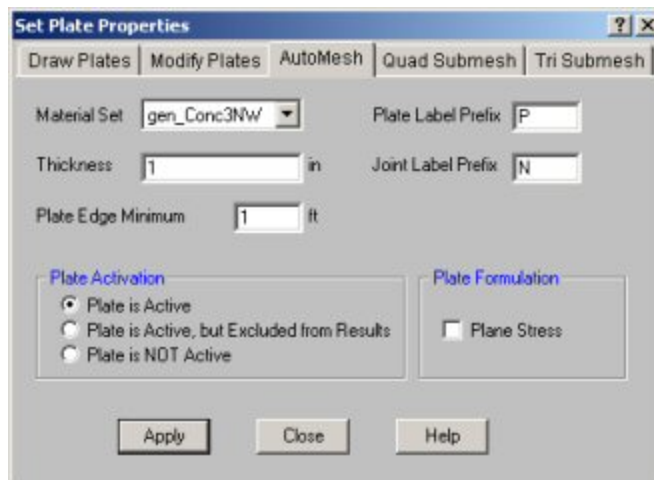 Set Plate Properties ? X
Draw Plates Modify Plates AutoMesh Quad Submesh Tri Submesh
Material Set gen_Conc3NW Plate Label Prefix P
Thickness 1 in Joint Label Prefix N
Plate Edge Minimum 1 ft
Plate Activation Plate Formulation
Plate is Active
Plate is Active, but Excluded from Results Plane Stress
Plate is NOT Active
Apply Close Help